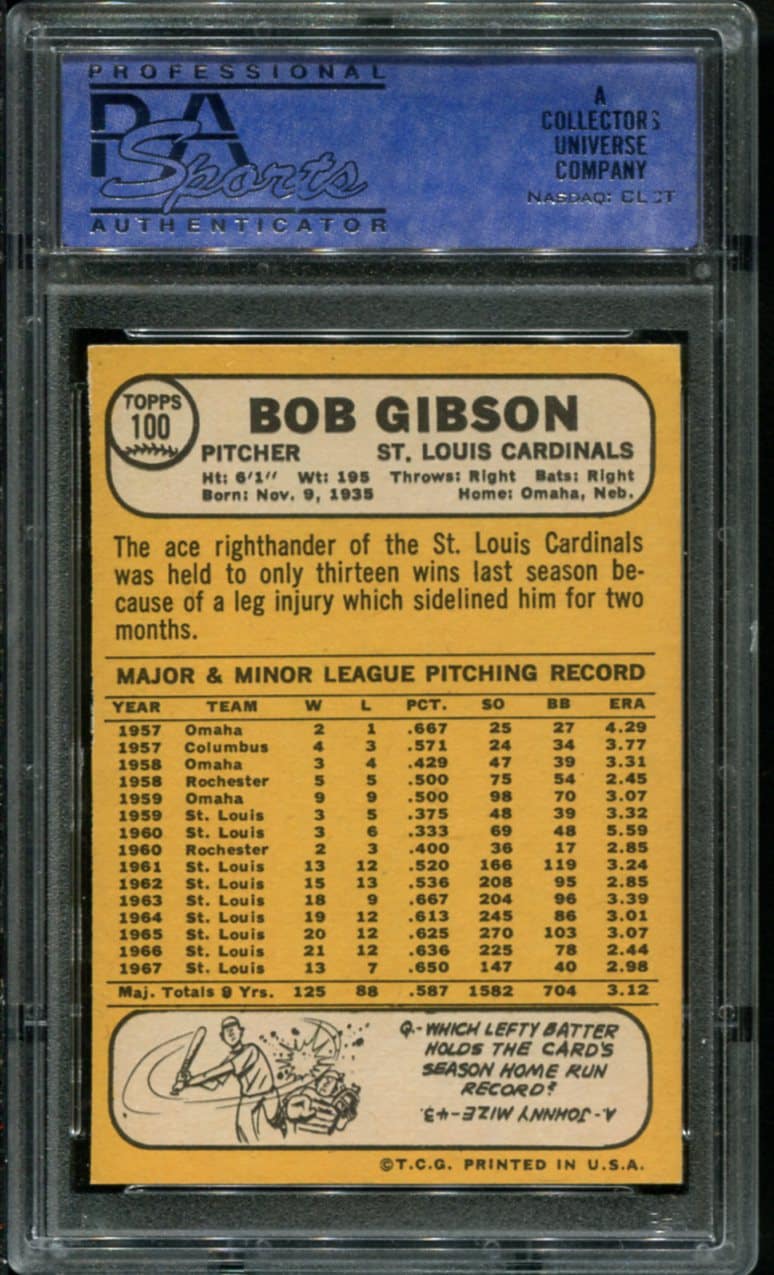 PROFESSIONAL
PSA
Sports
AUTHENTICATOR
A
COLLECTORS
UNIVERSE
COMPANY
NASDAQ: CLCT
TOPPS
100
BOB GIBSON
PITCHER ST. LOUIS CARDINALS
Ht: 6'1" Wt: 195 Throws: Right Bats: Right
Born: Nov. 9, 1935 Home: Omaha, Neb.
The ace righthander of the St. Louis Cardinals
was held to only thirteen wins last season be-
cause of a leg injury which sidelined him for two
months.
MAJOR & MINOR LEAGUE PITCHING RECORD
YEAR TEAM W L PCT. SO BB ERA
1957 Omaha 2 1 .667 25 27 4.29
1957 Columbus 4 3 .571 24 34 3.77
1958 Omaha 3 4 .429 47 39 3.31
1958 Rochester 5 5 .500 75 54 2.45
1959 Omaha 9 9 .500 98 70 3.07
1959 St. Louis 3 5 .375 48 39 3.32
1960 St. Louis 3 6 .333 69 48 5.59
1960 Rochester 2 3 .400 36 17 2.85
1961 St. Louis 13 12 .520 166 119 3.24
1962 St. Louis 15 13 .536 208 95 2.85
1963 St. Louis 18 9 .667 204 96 3.39
1964 St. Louis 19 12 .613 245 86 3.01
1965 St. Louis 20 12 .625 270 103 3.07
1966 St. Louis 21 12 .636 225 78 2.44
1967 St. Louis 13 7 .650 147 40 2.98
Maj. Totals 9 Yrs. 125 88 .587 1582 704 3.12
Q.- WHICH LEFTY BATTER
HOLDS THE CARD'S
SEASON HOME RUN
RECORD?
A.- JOHNNY MIZE-43.
©T.C.G. PRINTED IN U.S.A.